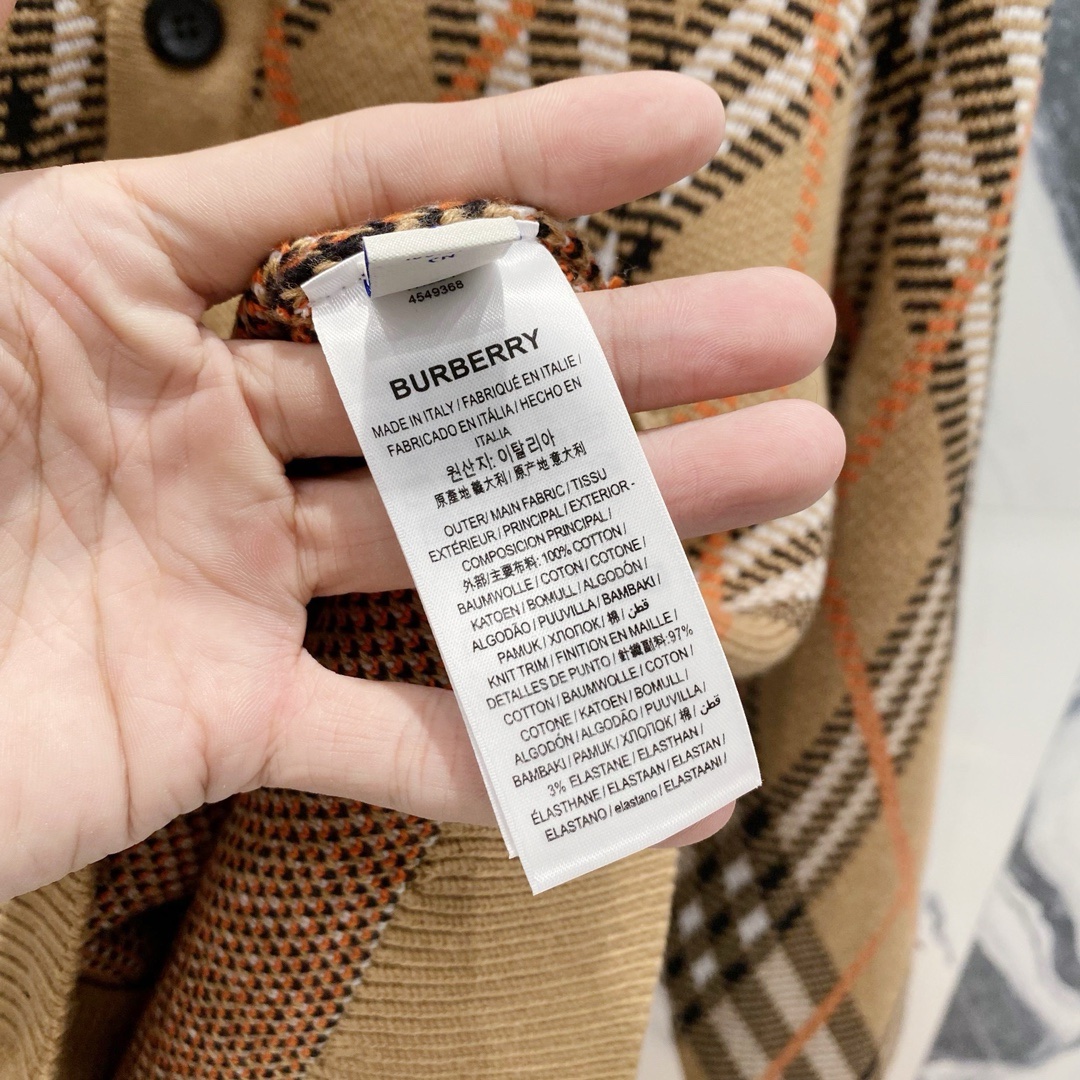 4549368
BURBERRY
MADE IN ITALY / FABRIQUÉ EN ITALIE /
FABRICADO EN ITÁLIA / HECHO EN
ITALIA
원산지: 이탈리아
原產地 義大利 / 原产地 意大利
OUTER/ MAIN FABRIC / TISSU
EXTÉRIEUR / PRINCIPAL / EXTERIOR -
COMPOSICION PRINCIPAL /
外部/主要布料: 100% COTTON /
BAUMWOLLE / COTON / COTONE /
KATOEN / BOMULL / ALGODÓN /
ALGODÃO / PUUVILLA / BAMBAKI /
PAMUK / ХЛОПОК / 棉 / قطن /
KNIT TRIM / FINITION EN MAILLE /
DETALLES DE PUNTO / 針織副料: 97%
COTTON / BAUMWOLLE / COTON /
COTONE / KATOEN / BOMULL /
ALGODÓN / ALGODÃO / PUUVILLA /
BAMBAKI / PAMUK / ХЛОПОК / 棉 / قطن
3% ELASTANE / ELASTHAN /
ÉLASTHANE / ELASTAAN / ELASTAN /
ELASTANO / elastano / ELASTAANI /